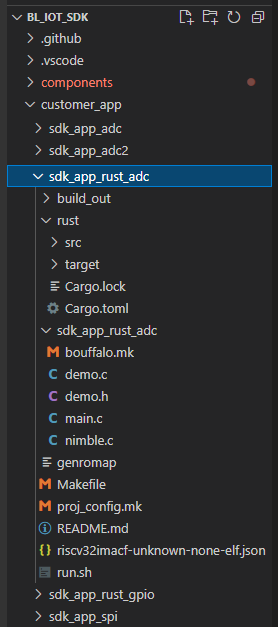 BL_IOT_SDK
.github
.vscode
components
customer_app
sdk_app_adc
sdk_app_adc2
sdk_app_rust_adc
build_out
rust
src
target
Cargo.lock
Cargo.toml
sdk_app_rust_adc
M bouffalo.mk
C demo.c
C demo.h
C main.c
C nimble.c
genromap
M Makefile
M proj_config.mk
README.md
{} riscv32imacf-unknown-none-elf.json
run.sh
sdk_app_rust_gpio
sdk_app_spi